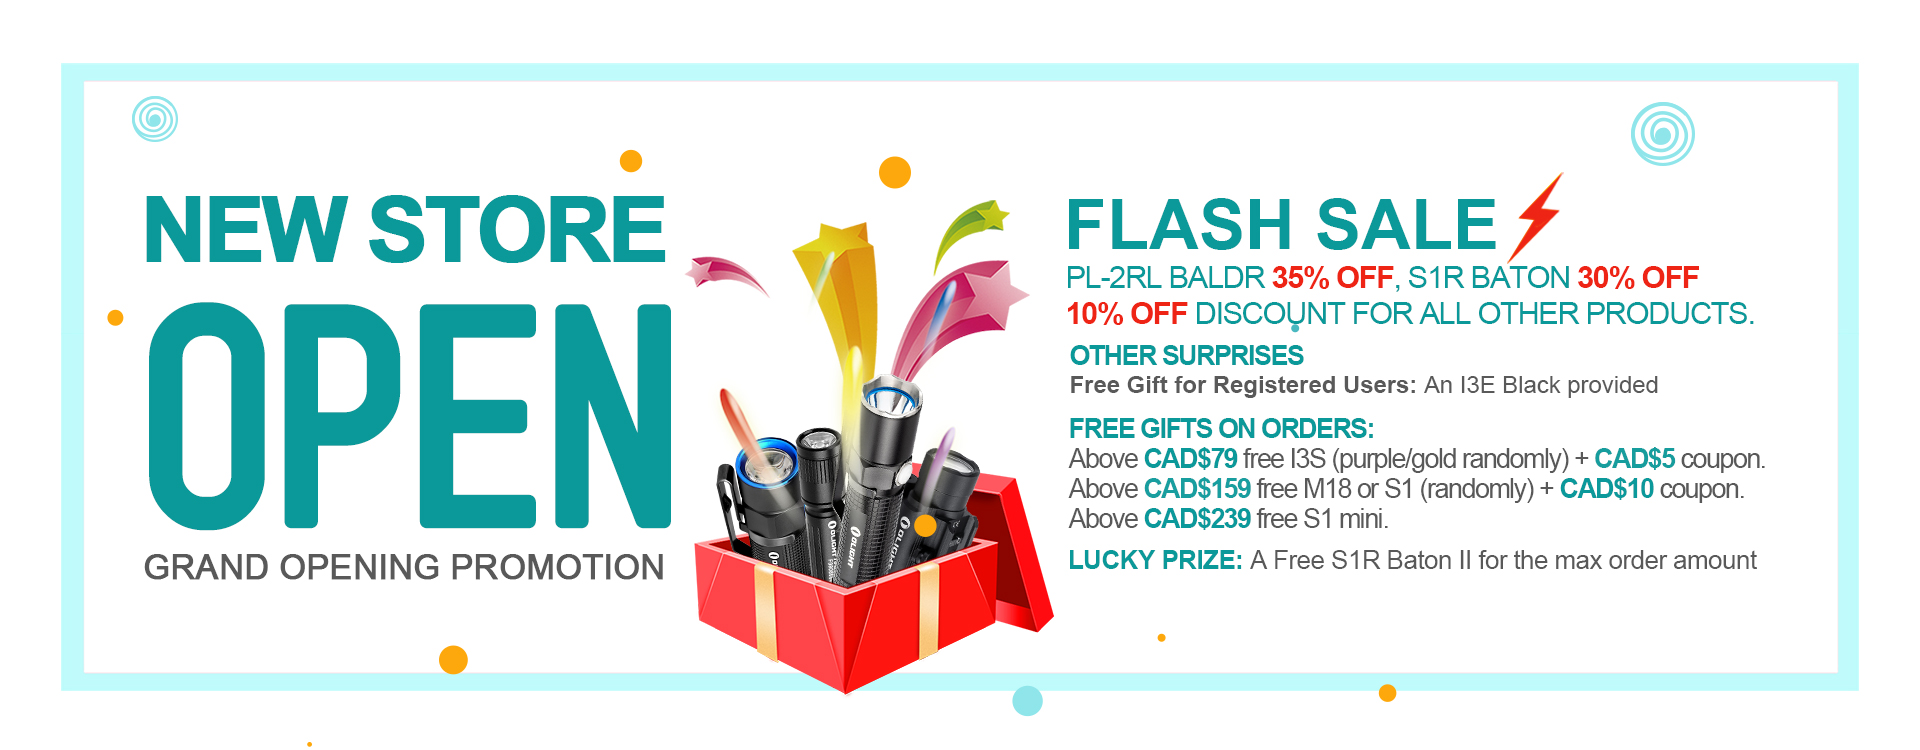 NEW STORE
OPEN
GRAND OPENING PROMOTION
OLIGHT
OLIGHT
OLIGHT
FLASH SALE
PL-2RL BALDR 35% OFF, S1R BATON 30% OFF
10% OFF DISCOUNT FOR ALL OTHER PRODUCTS.
OTHER SURPRISES
Free Gift for Registered Users: An I3E Black provided
FREE GIFTS ON ORDERS:
Above CAD$79 free I3S (purple/gold randomly) + CAD$5 coupon.
Above CAD$159 free M18 or S1 (randomly) + CAD$10 coupon.
Above CAD$239 free S1 mini.
LUCKY PRIZE: A Free S1R Baton II for the max order amount